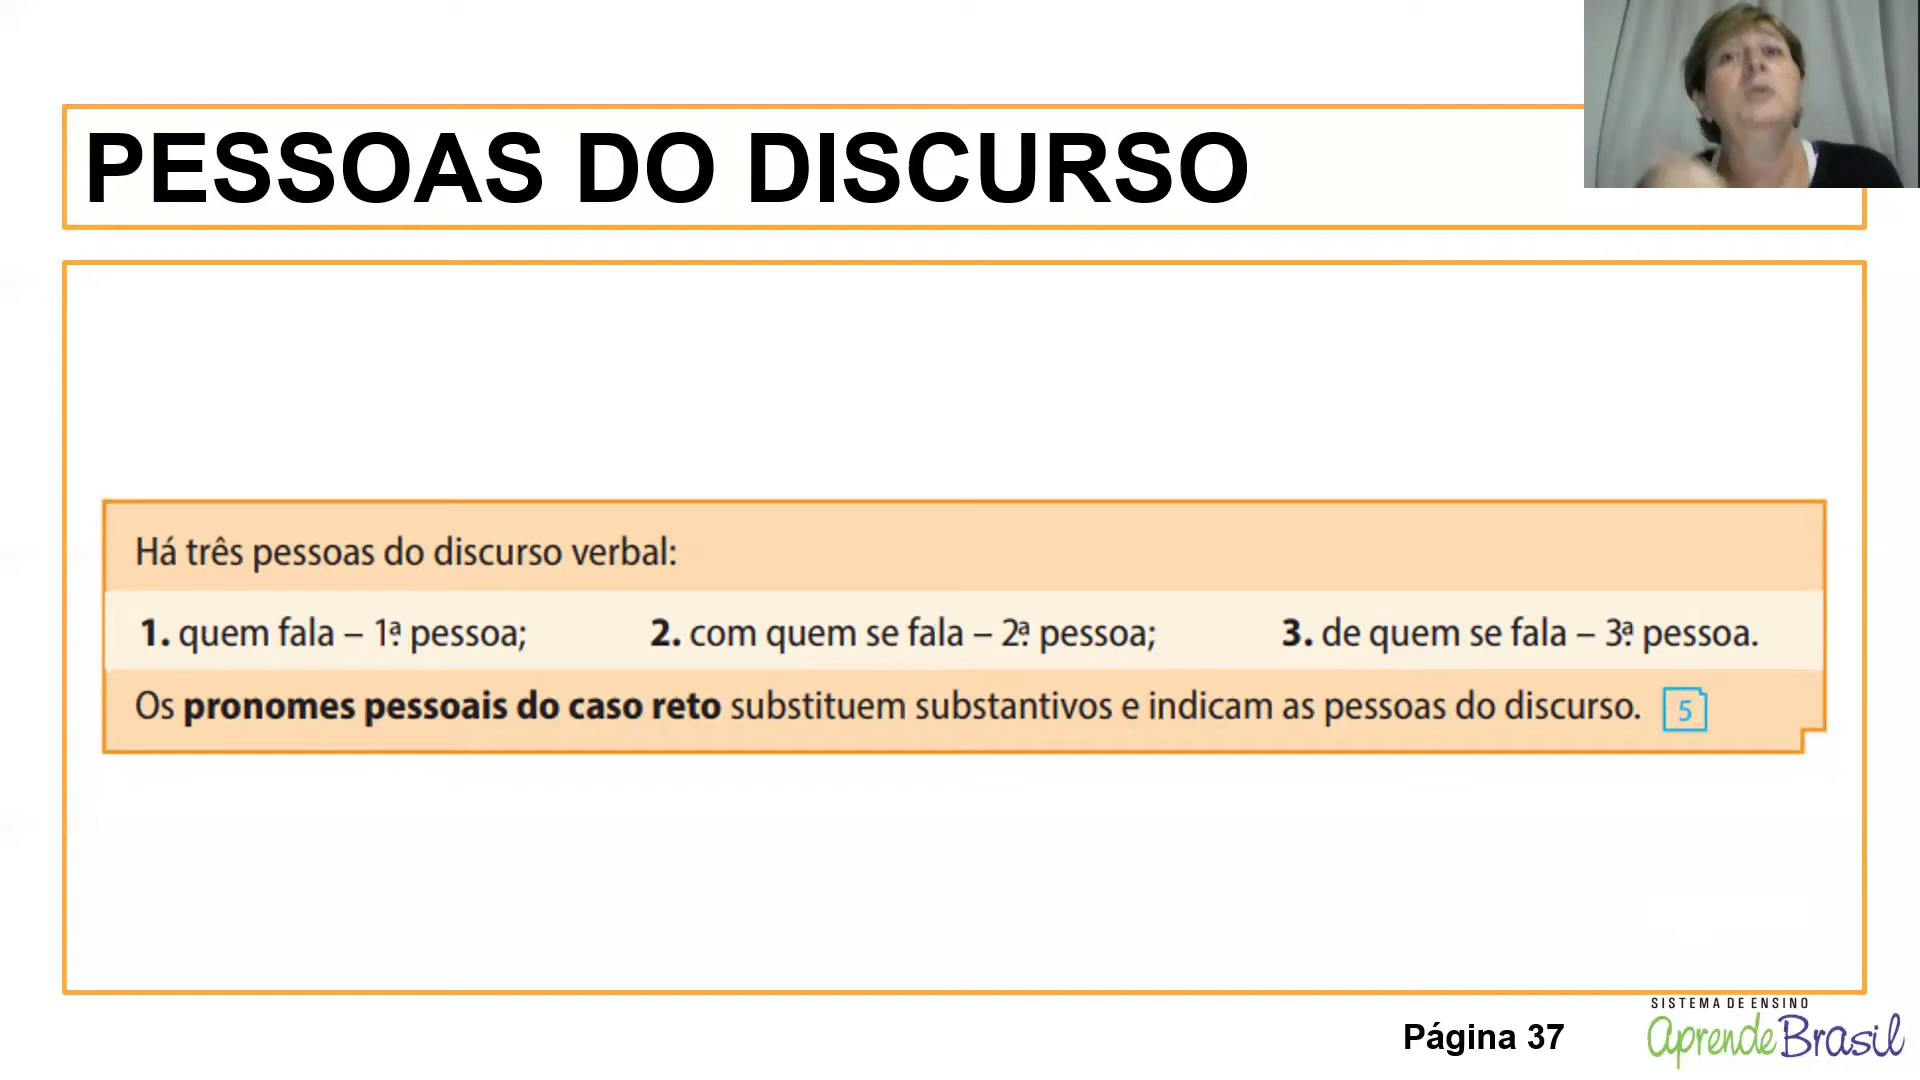 PESSOAS DO DISCURSO
Há três pessoas do discurso verbal:
1. quem fala – 1ª pessoa; 2. com quem se fala – 2ª pessoa; 3. de quem se fala – 3ª pessoa.
Os pronomes pessoais do caso reto substituem substantivos e indicam as pessoas do discurso. 5
SISTEMA DE ENSINO
Página 37 aprendeBrasil